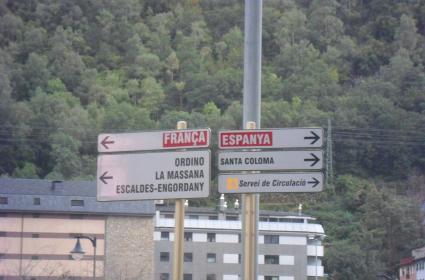 FRANÇA
ORDINO
LA MASSANA
ESCALDES-ENGORDANY
ESPANYA
SANTA COLOMA
Servei de Circulació